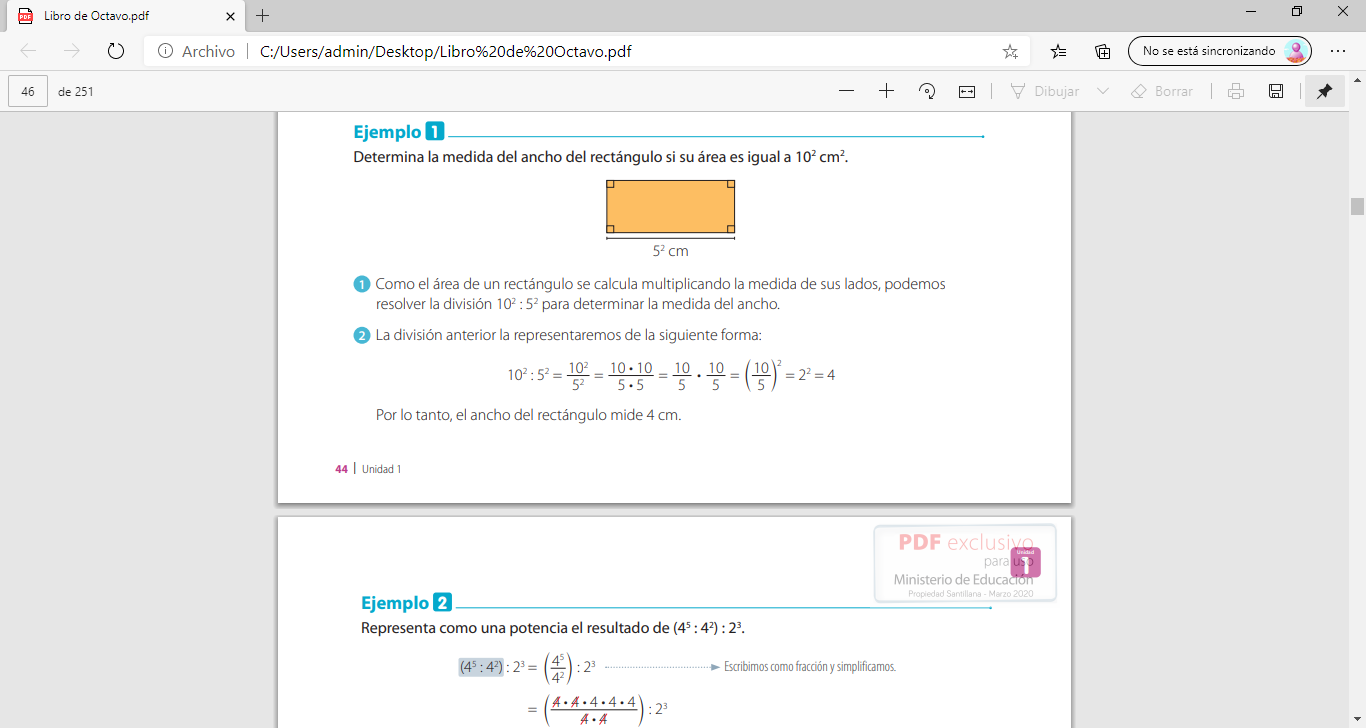 Libro de Octavo.pdf
Archivo C:/Users/admin/Desktop/Libro%20de%20Octavo.pdf
No se está sincronizando
46 de 251
Dibujar
Borrar
Ejemplo 1
Determina la medida del ancho del rectángulo si su área es igual a 10² cm².
5² cm
1 Como el área de un rectángulo se calcula multiplicando la medida de sus lados, podemos
resolver la división 10² : 5² para determinar la medida del ancho.
2 La división anterior la representaremos de la siguiente forma:
10² : 5² = 10²/5² = (10 • 10)/(5 • 5) = 10/5 • 10/5 = (10/5)² = 2² = 4
Por lo tanto, el ancho del rectángulo mide 4 cm.
44 | Unidad 1
PDF exclusivo
para uso
Unidad 1
Ministerio de Educación
Propiedad Santillana - Marzo 2020
Ejemplo 2
Representa como una potencia el resultado de (4⁵ : 4²) : 2³.
(4⁵ : 4²) : 2³ = (4⁵/4²) : 2³ Escribimos como fracción y simplificamos.
= ((4 • 4 • 4 • 4 • 4)/(4 • 4)) : 2³